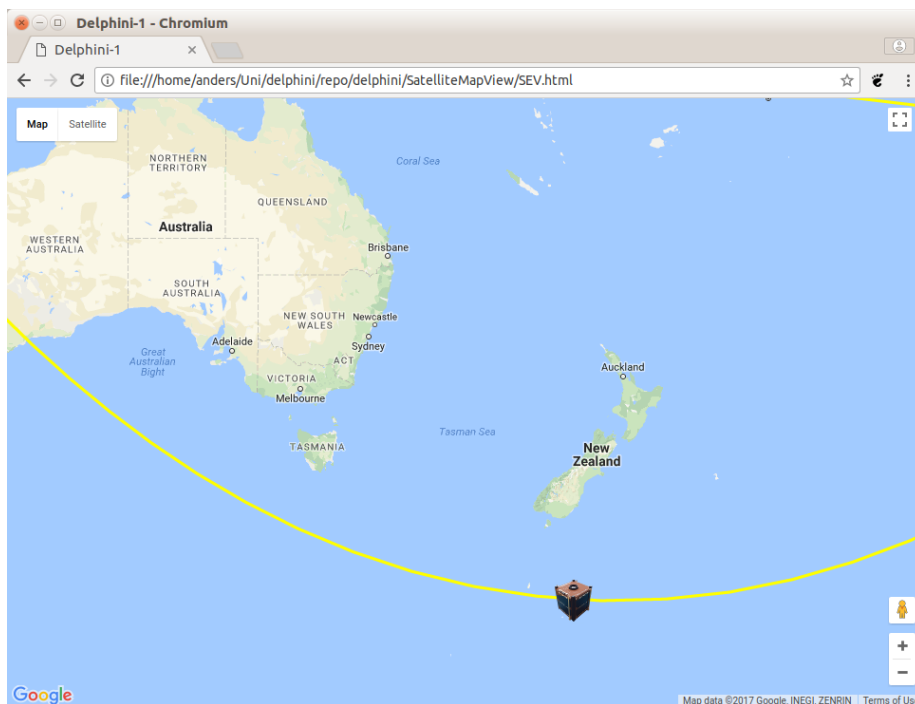 Delphini-1 - Chromium
Delphini-1
file:///home/anders/Uni/delphini/repo/delphini/SatelliteMapView/SEV.html
Map Satellite
Coral Sea
NORTHERN
TERRITORY
QUEENSLAND
Australia
WESTERN
AUSTRALIA
Brisbane
SOUTH
AUSTRALIA
NEW SOUTH
WALES
Newcastle
Adelaide
Sydney
Great
Australian
Bight
ACT
VICTORIA
Melbourne
Auckland
Tasman Sea
TASMANIA
New
Zealand
Google
Map data ©2017 Google, INEGI, ZENRIN Terms of Us